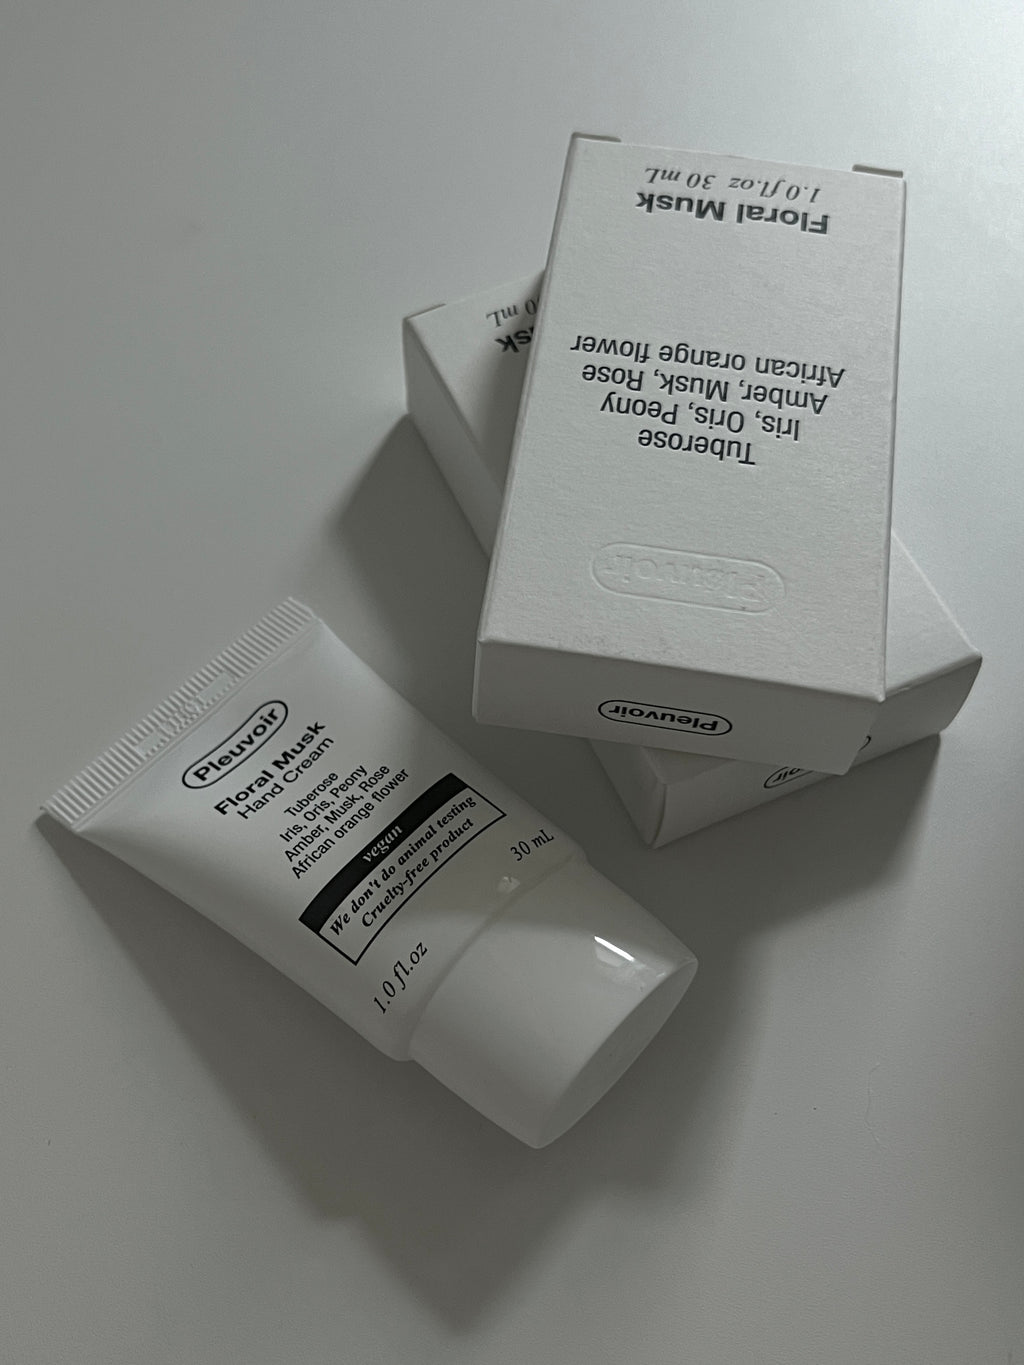 1.0 fl.oz 30 mL
Floral Musk
African orange flower
Amber, Musk, Rose
Iris, Oris, Peony
Tuberose
Pleuvoir
Pleuvoir
0 mL
Pleuvoir
Floral Musk
Hand Cream
Tuberose
Iris, Oris, Peony
Amber, Musk, Rose
African orange flower
vegan
We don't do animal testing
Cruelty-free product
1.0 fl.oz
30 mL